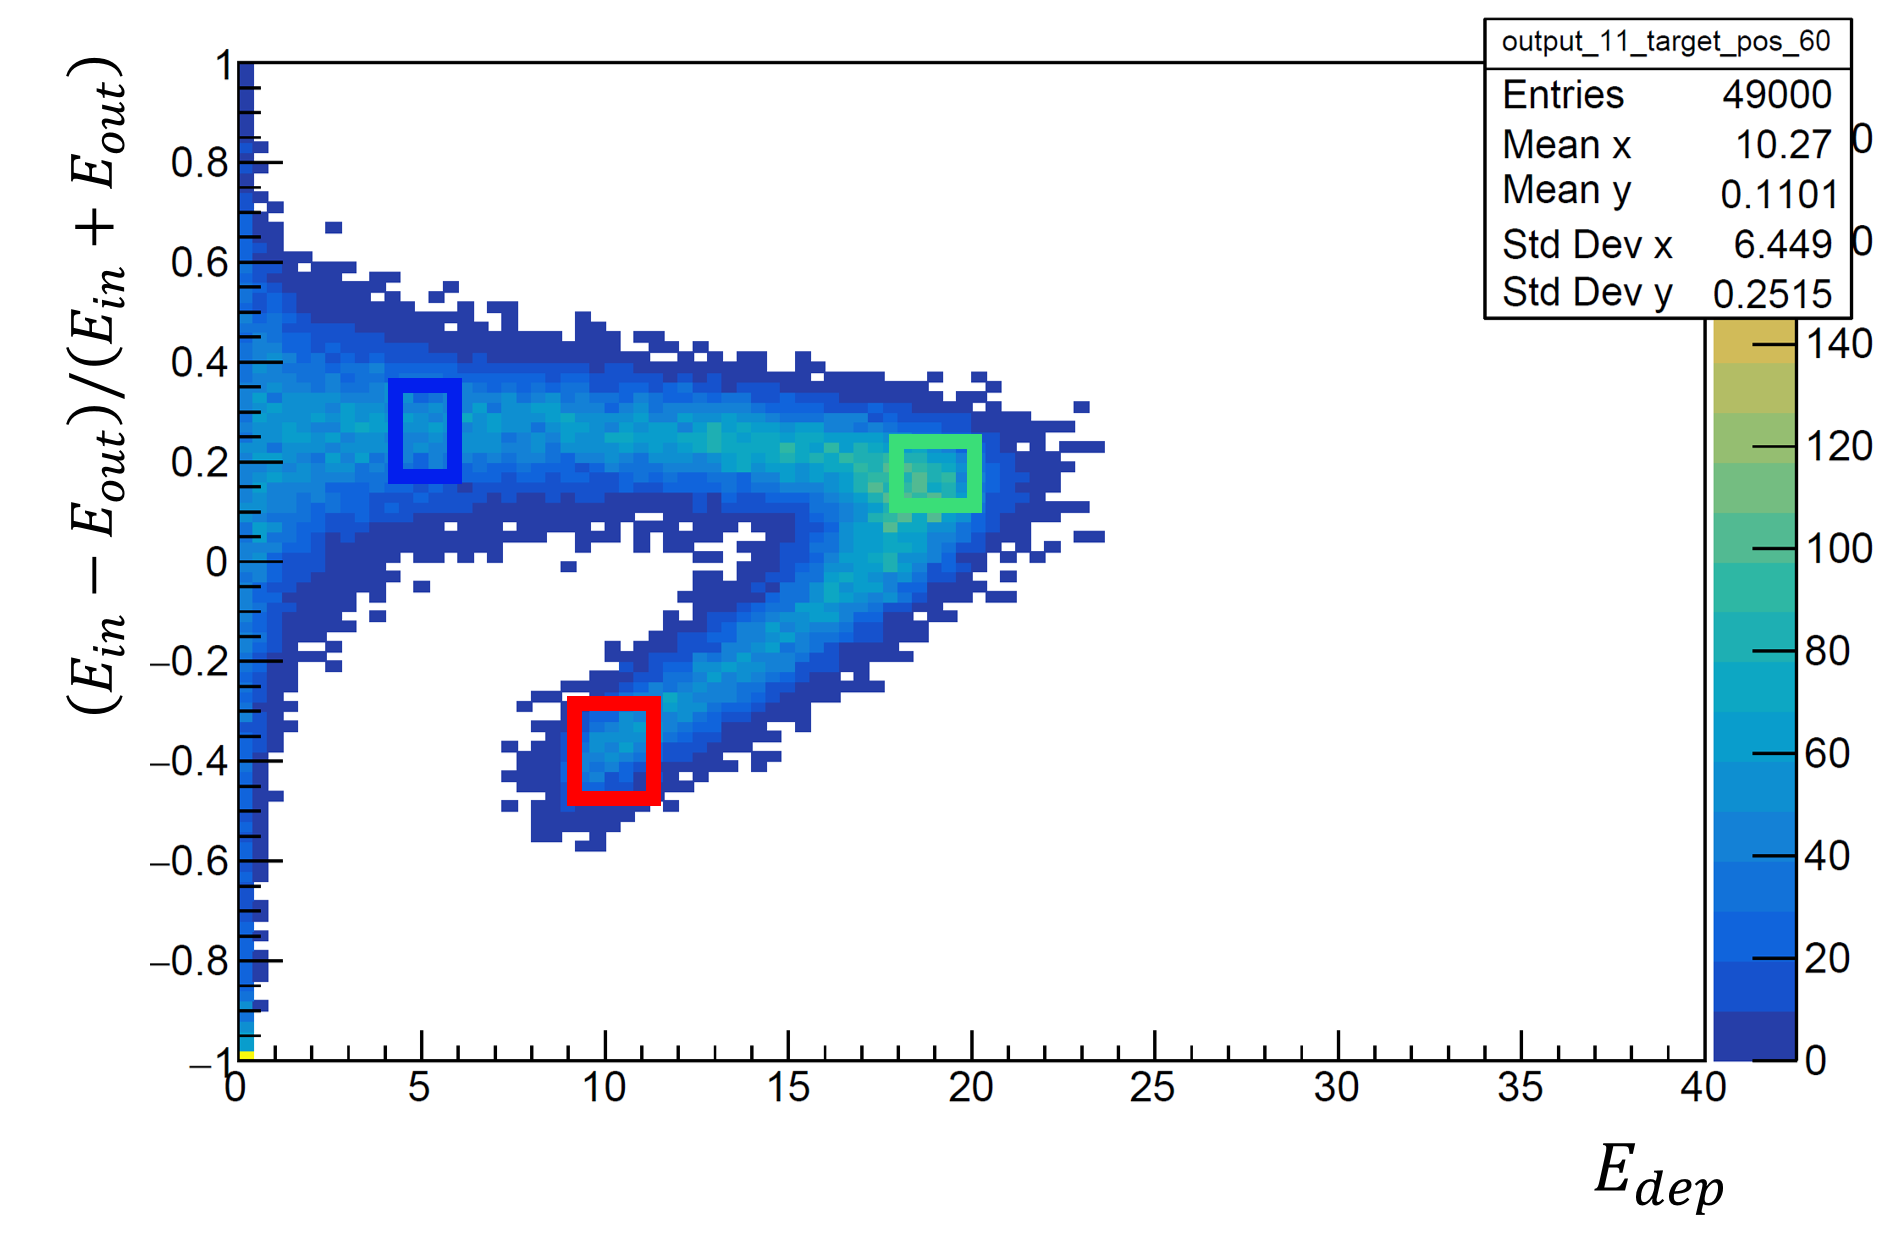 output_11_target_pos_60
Entries 49000
Mean x 10.27
Mean y 0.1101
Std Dev x 6.449
Std Dev y 0.2515
(E_in − E_out)/(E_in + E_out)
1
0.8
0.6
0.4
0.2
0
−0.2
−0.4
−0.6
−0.8
−1
0 5 10 15 20 25 30 35 40
E_dep
0
0
140
120
100
80
60
40
20
0